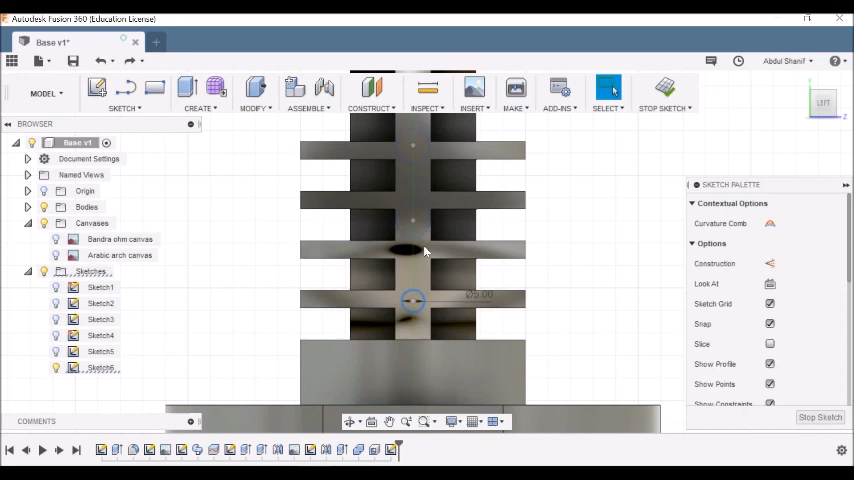 Autodesk Fusion 360 (Education License)
Base v1*
Abdul Shanif
MODEL
SKETCH
CREATE
MODIFY
ASSEMBLE
CONSTRUCT
INSPECT
INSERT
MAKE
ADD-INS
SELECT
STOP SKETCH
LEFT
Y
Z
BROWSER
Base v1
Document Settings
Named Views
Origin
Bodies
Canvases
Bandra ohm canvas
Arabic arch canvas
Sketches
Sketch1
Sketch2
Sketch3
Sketch4
Sketch5
Sketch6
Ø5.00
SKETCH PALETTE
Contextual Options
Curvature Comb
Options
Construction
Look At
Sketch Grid
Snap
Slice
Show Profile
Show Points
Show Constraints
Stop Sketch
COMMENTS